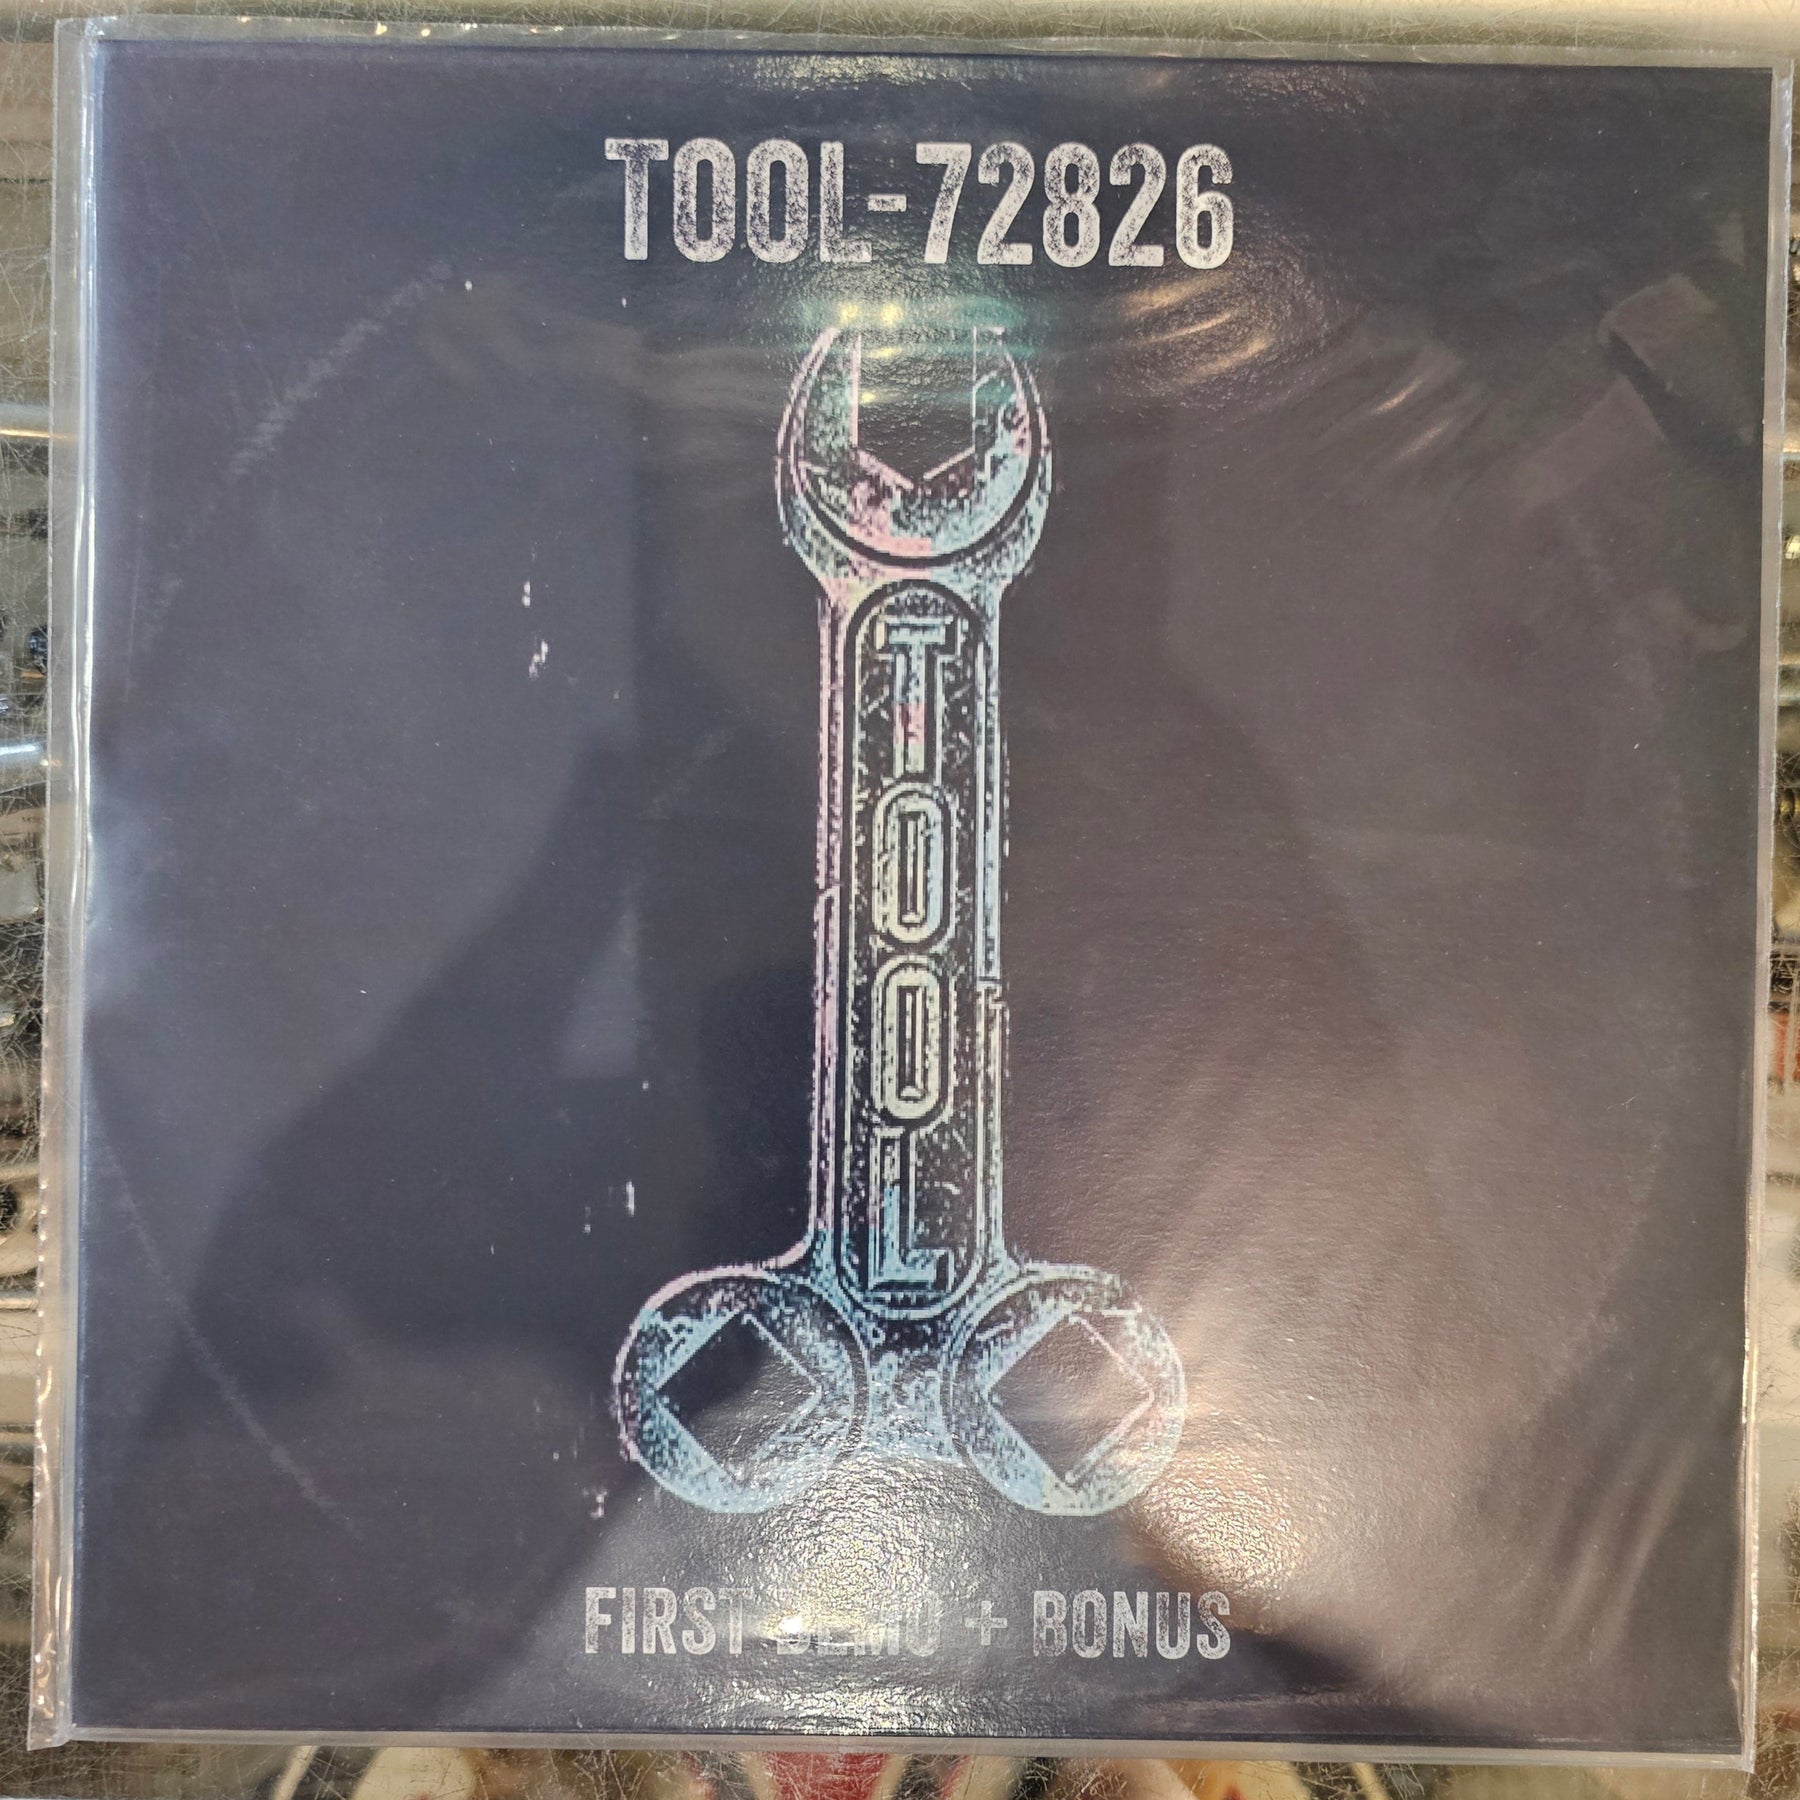 TOOL-72826
TOOL
FIRST DEMO + BONUS